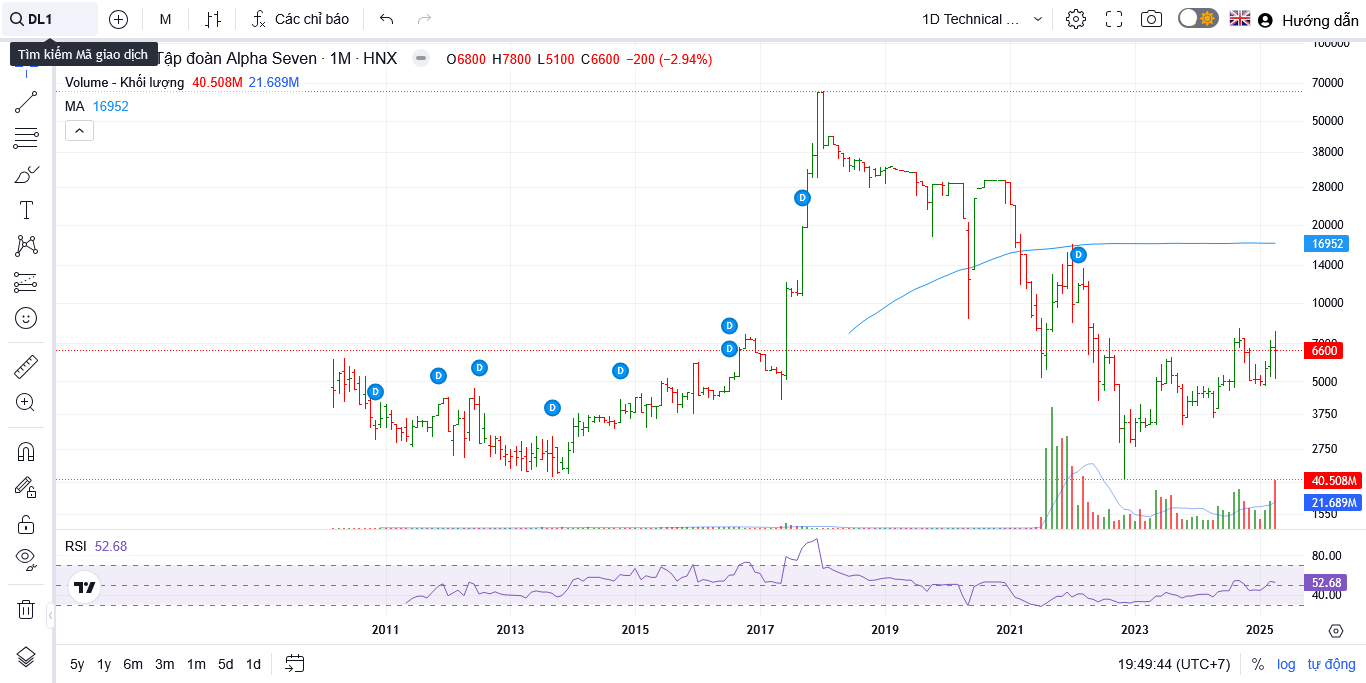 DL1
M
Các chỉ báo
1D Technical ...
Hướng dẫn
Tìm kiếm Mã giao dịch
Tập đoàn Alpha Seven · 1M · HNX
O6800 H7800 L5100 C6600 −200 (−2.94%)
Volume - Khối lượng 40.508M 21.689M
MA 16952
100000
70000
50000
38000
28000
20000
16952
14000
10000
6600
5000
3750
2750
40.508M
21.689M
1550
D
D
D
D
D
D
D
D
D
RSI 52.68
80.00
52.68
40.00
2011 2013 2015 2017 2019 2021 2023 2025
5y 1y 6m 3m 1m 5d 1d
19:49:44 (UTC+7) % log tự động